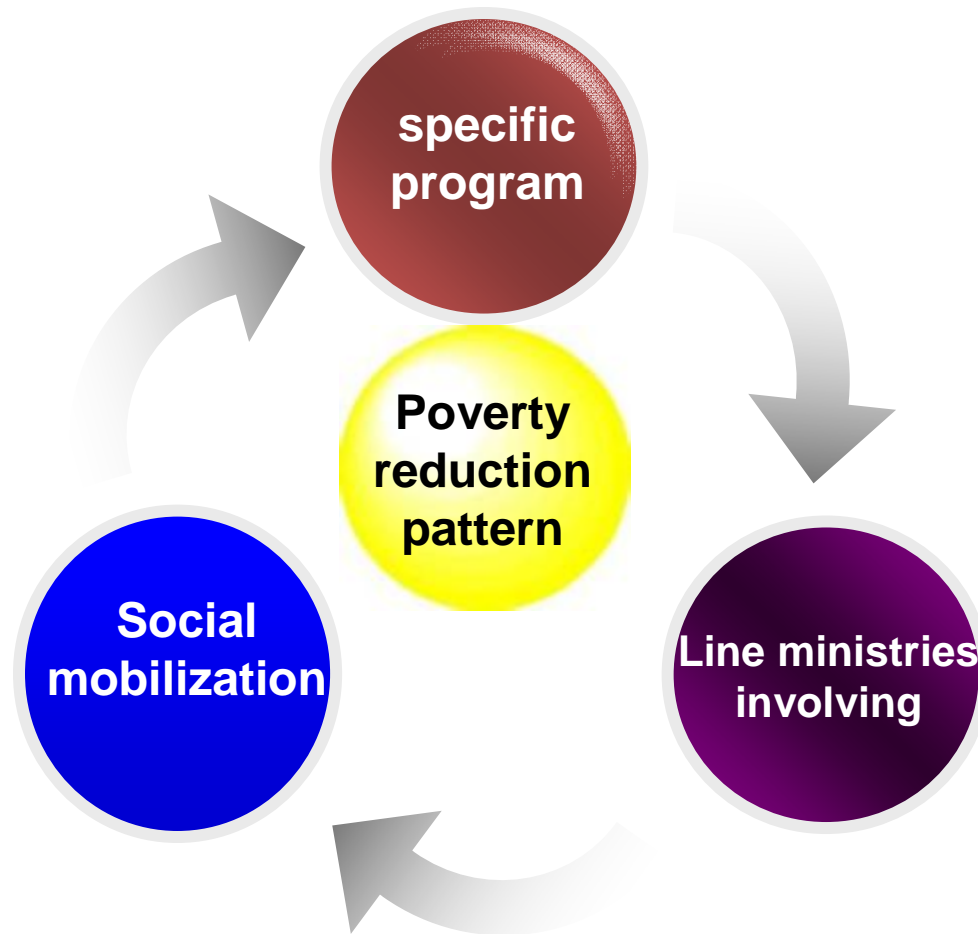 specific
program
Poverty
reduction
pattern
Social
mobilization
Line ministries
involving